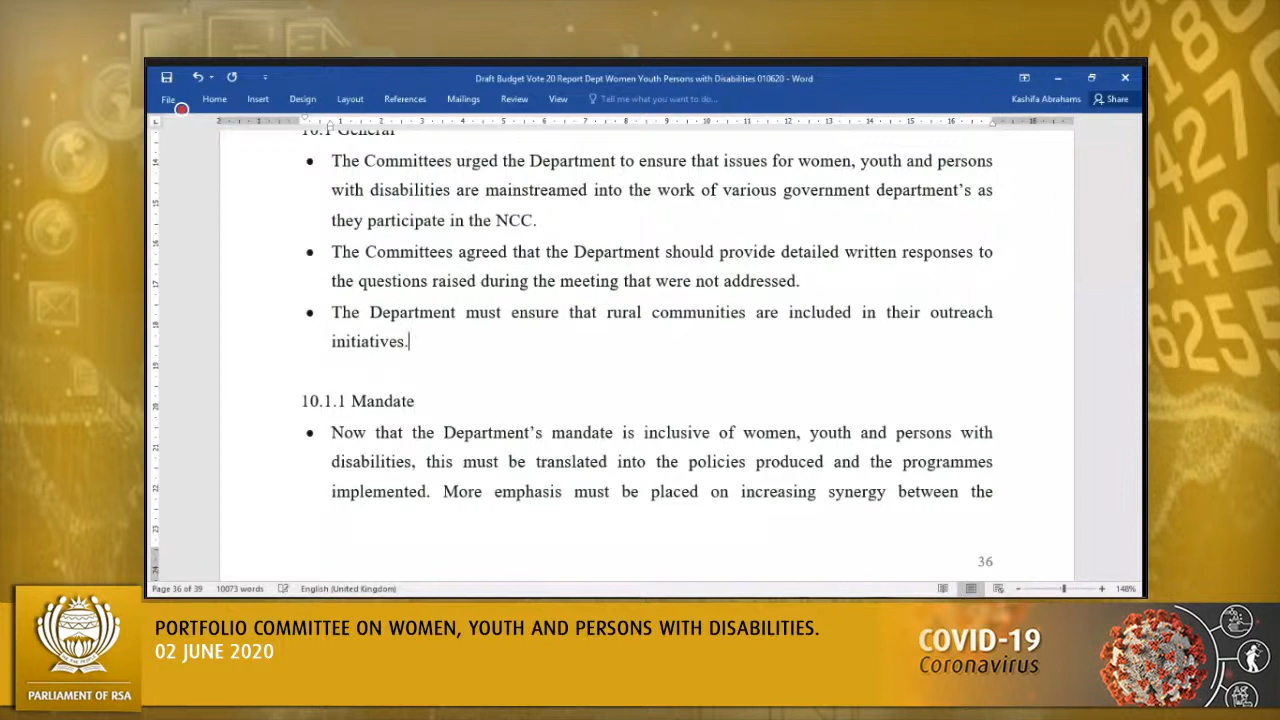 Draft Budget Vote 20 Report Dept Women Youth Persons with Disabilities 010620 - Word
File Home Insert Design Layout References Mailings Review View Tell me what you want to do... Kashifa Abrahams Share
10.1 General
• The Committees urged the Department to ensure that issues for women, youth and persons
with disabilities are mainstreamed into the work of various government department's as
they participate in the NCC.
• The Committees agreed that the Department should provide detailed written responses to
the questions raised during the meeting that were not addressed.
• The Department must ensure that rural communities are included in their outreach
initiatives.
10.1.1 Mandate
• Now that the Department's mandate is inclusive of women, youth and persons with
disabilities, this must be translated into the policies produced and the programmes
implemented. More emphasis must be placed on increasing synergy between the
36
Page 36 of 39 10073 words English (United Kingdom) 148%
PORTFOLIO COMMITTEE ON WOMEN, YOUTH AND PERSONS WITH DISABILITIES.
02 JUNE 2020
PARLIAMENT OF RSA
COVID-19
Coronavirus